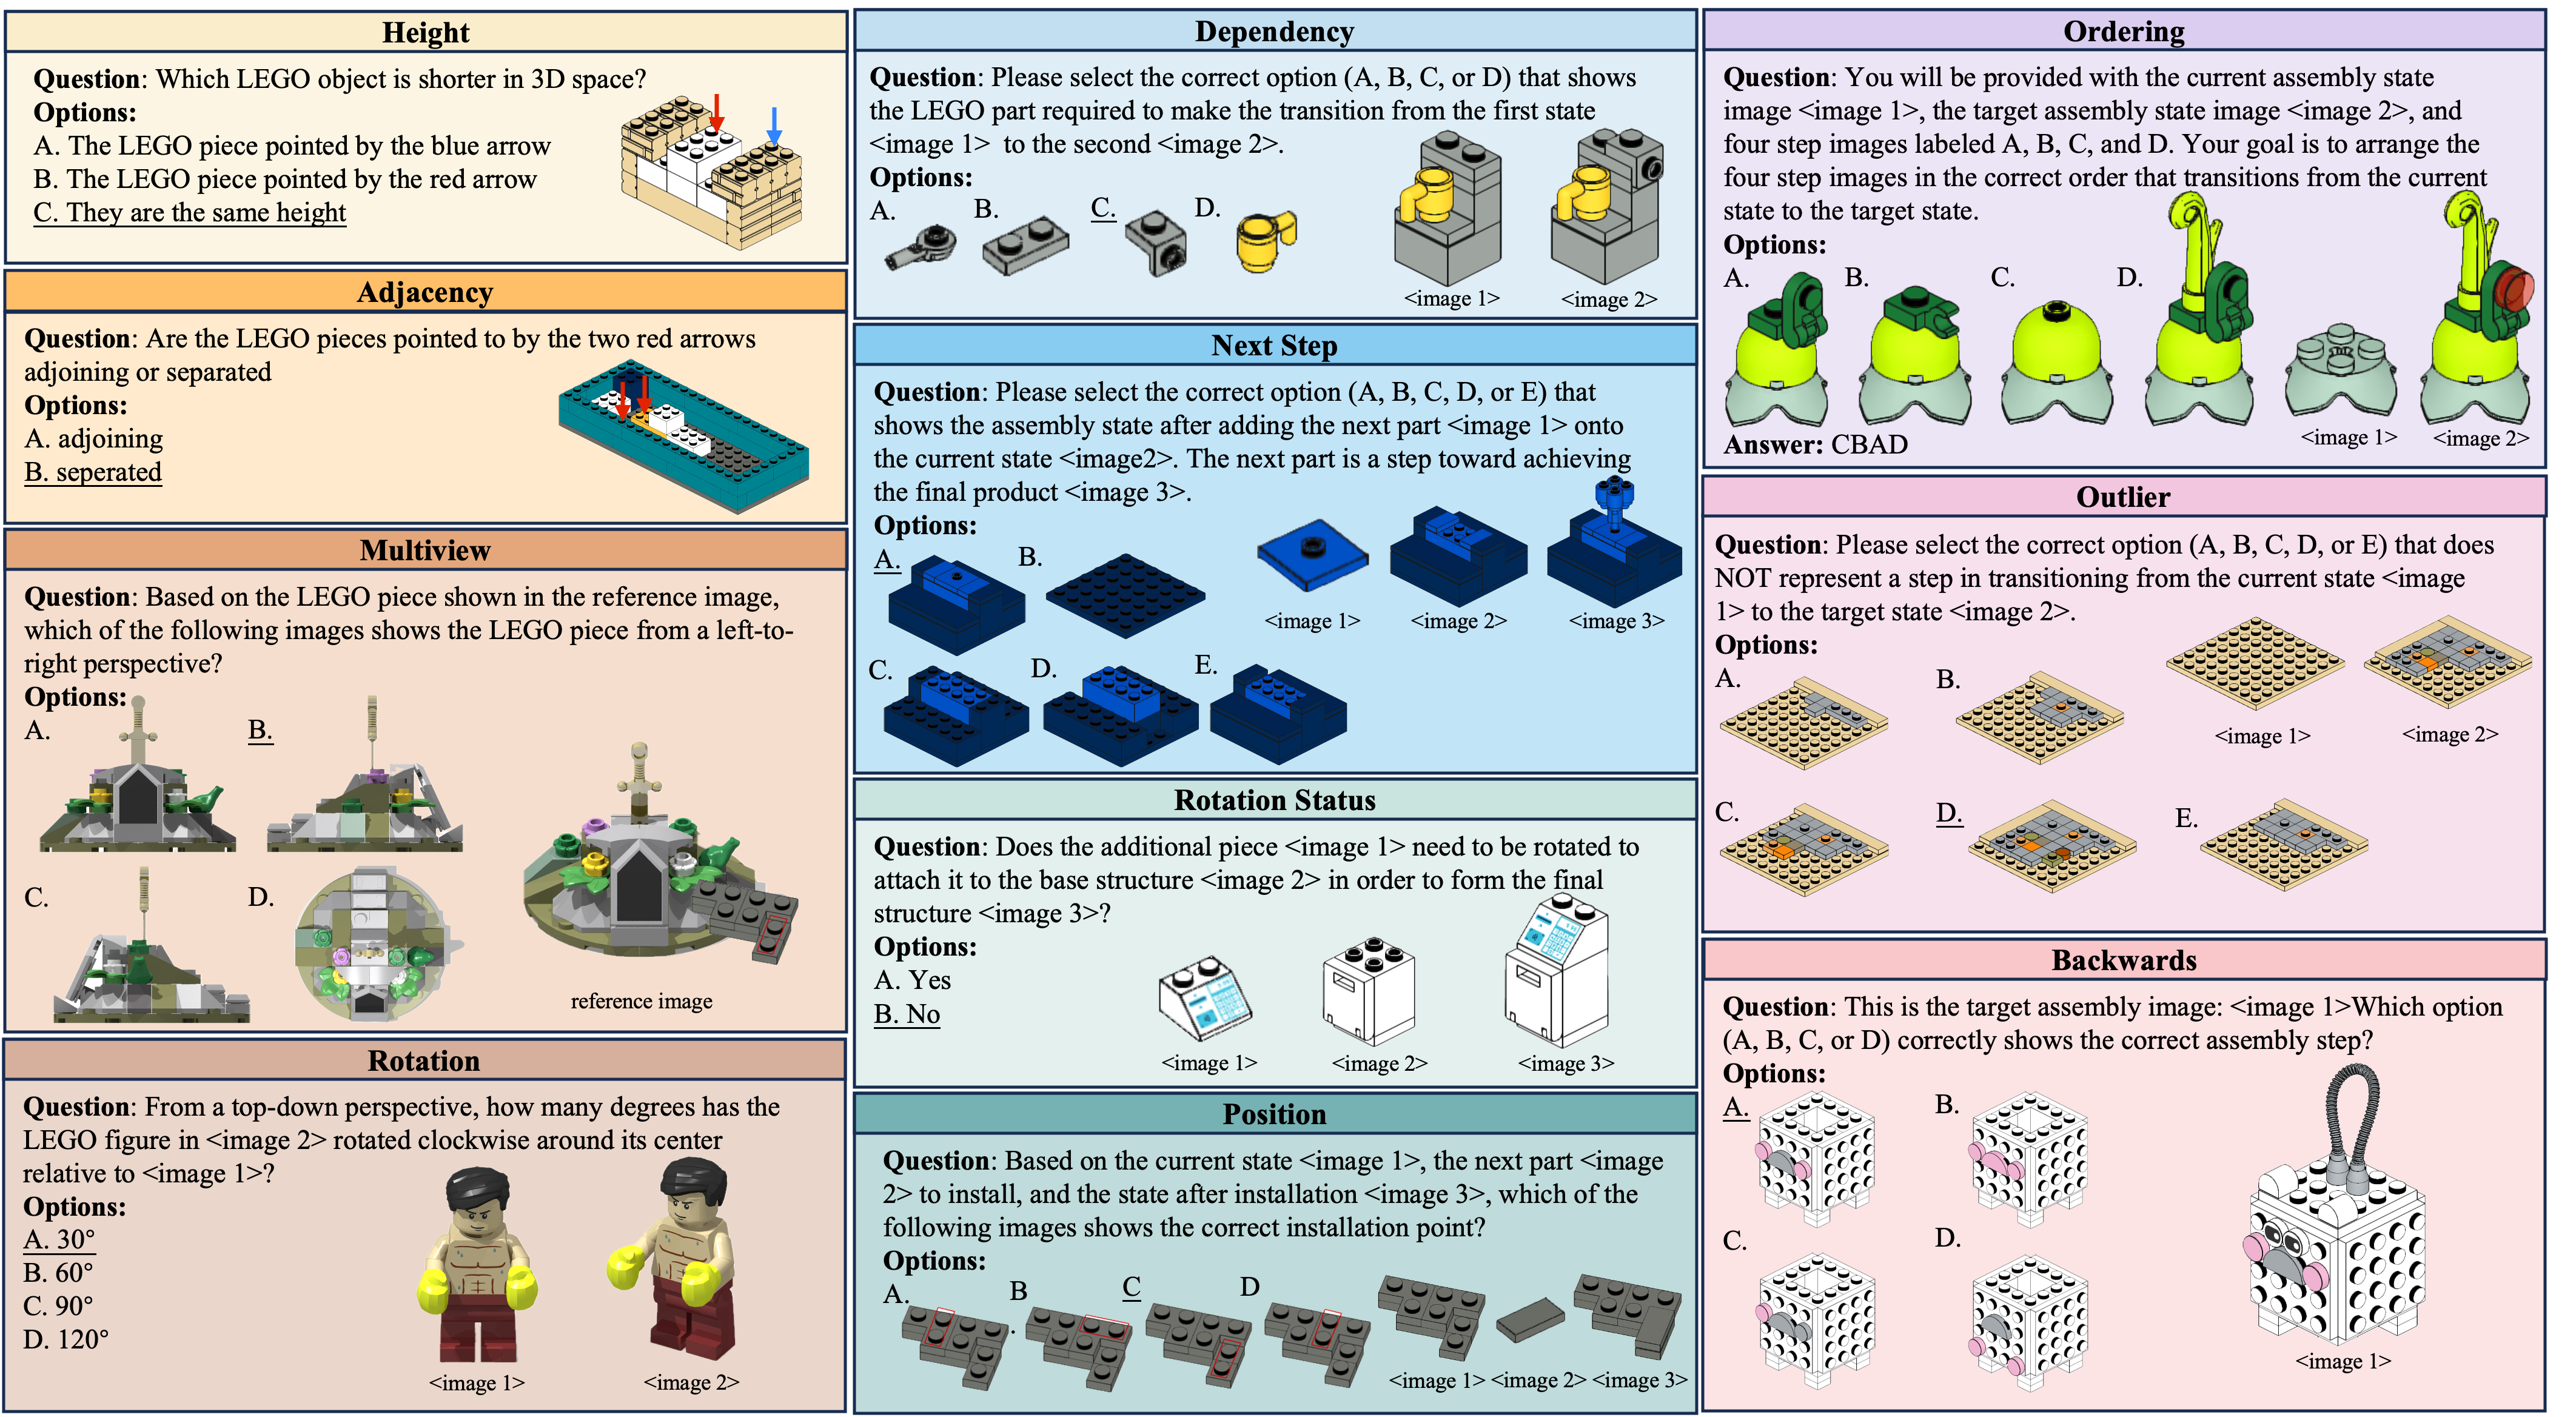 Height
Question: Which LEGO object is shorter in 3D space?
Options:
A. The LEGO piece pointed by the blue arrow
B. The LEGO piece pointed by the red arrow
C. They are the same height
Adjacency
Question: Are the LEGO pieces pointed to by the two red arrows
adjoining or separated
Options:
A. adjoining
B. seperated
Multiview
Question: Based on the LEGO piece shown in the reference image,
which of the following images shows the LEGO piece from a left-to-
right perspective?
Options:
A.
B.
C.
D.
reference image
Rotation
Question: From a top-down perspective, how many degrees has the
LEGO figure in <image 2> rotated clockwise around its center
relative to <image 1>?
Options:
A. 30°
B. 60°
C. 90°
D. 120°
<image 1>
<image 2>
Dependency
Question: Please select the correct option (A, B, C, or D) that shows
the LEGO part required to make the transition from the first state
<image 1> to the second <image 2>.
Options:
A.
B.
C.
D.
<image 1>
<image 2>
Next Step
Question: Please select the correct option (A, B, C, D, or E) that
shows the assembly state after adding the next part <image 1> onto
the current state <image2>. The next part is a step toward achieving
the final product <image 3>.
Options:
A.
B.
<image 1>
<image 2>
<image 3>
C.
D.
E.
Rotation Status
Question: Does the additional piece <image 1> need to be rotated to
attach it to the base structure <image 2> in order to form the final
structure <image 3>?
Options:
A. Yes
B. No
<image 1>
<image 2>
<image 3>
Position
Question: Based on the current state <image 1>, the next part <image
2> to install, and the state after installation <image 3>, which of the
following images shows the correct installation point?
Options:
A.
B
.
C
D
<image 1> <image 2> <image 3>
Ordering
Question: You will be provided with the current assembly state
image <image 1>, the target assembly state image <image 2>, and
four step images labeled A, B, C, and D. Your goal is to arrange the
four step images in the correct order that transitions from the current
state to the target state.
Options:
A.
B.
C.
D.
<image 1>
<image 2>
Answer: CBAD
Outlier
Question: Please select the correct option (A, B, C, D, or E) that does
NOT represent a step in transitioning from the current state <image
1> to the target state <image 2>.
Options:
A.
B.
<image 1>
<image 2>
C.
D.
E.
Backwards
Question: This is the target assembly image: <image 1>Which option
(A, B, C, or D) correctly shows the correct assembly step?
Options:
A.
B.
C.
D.
<image 1>